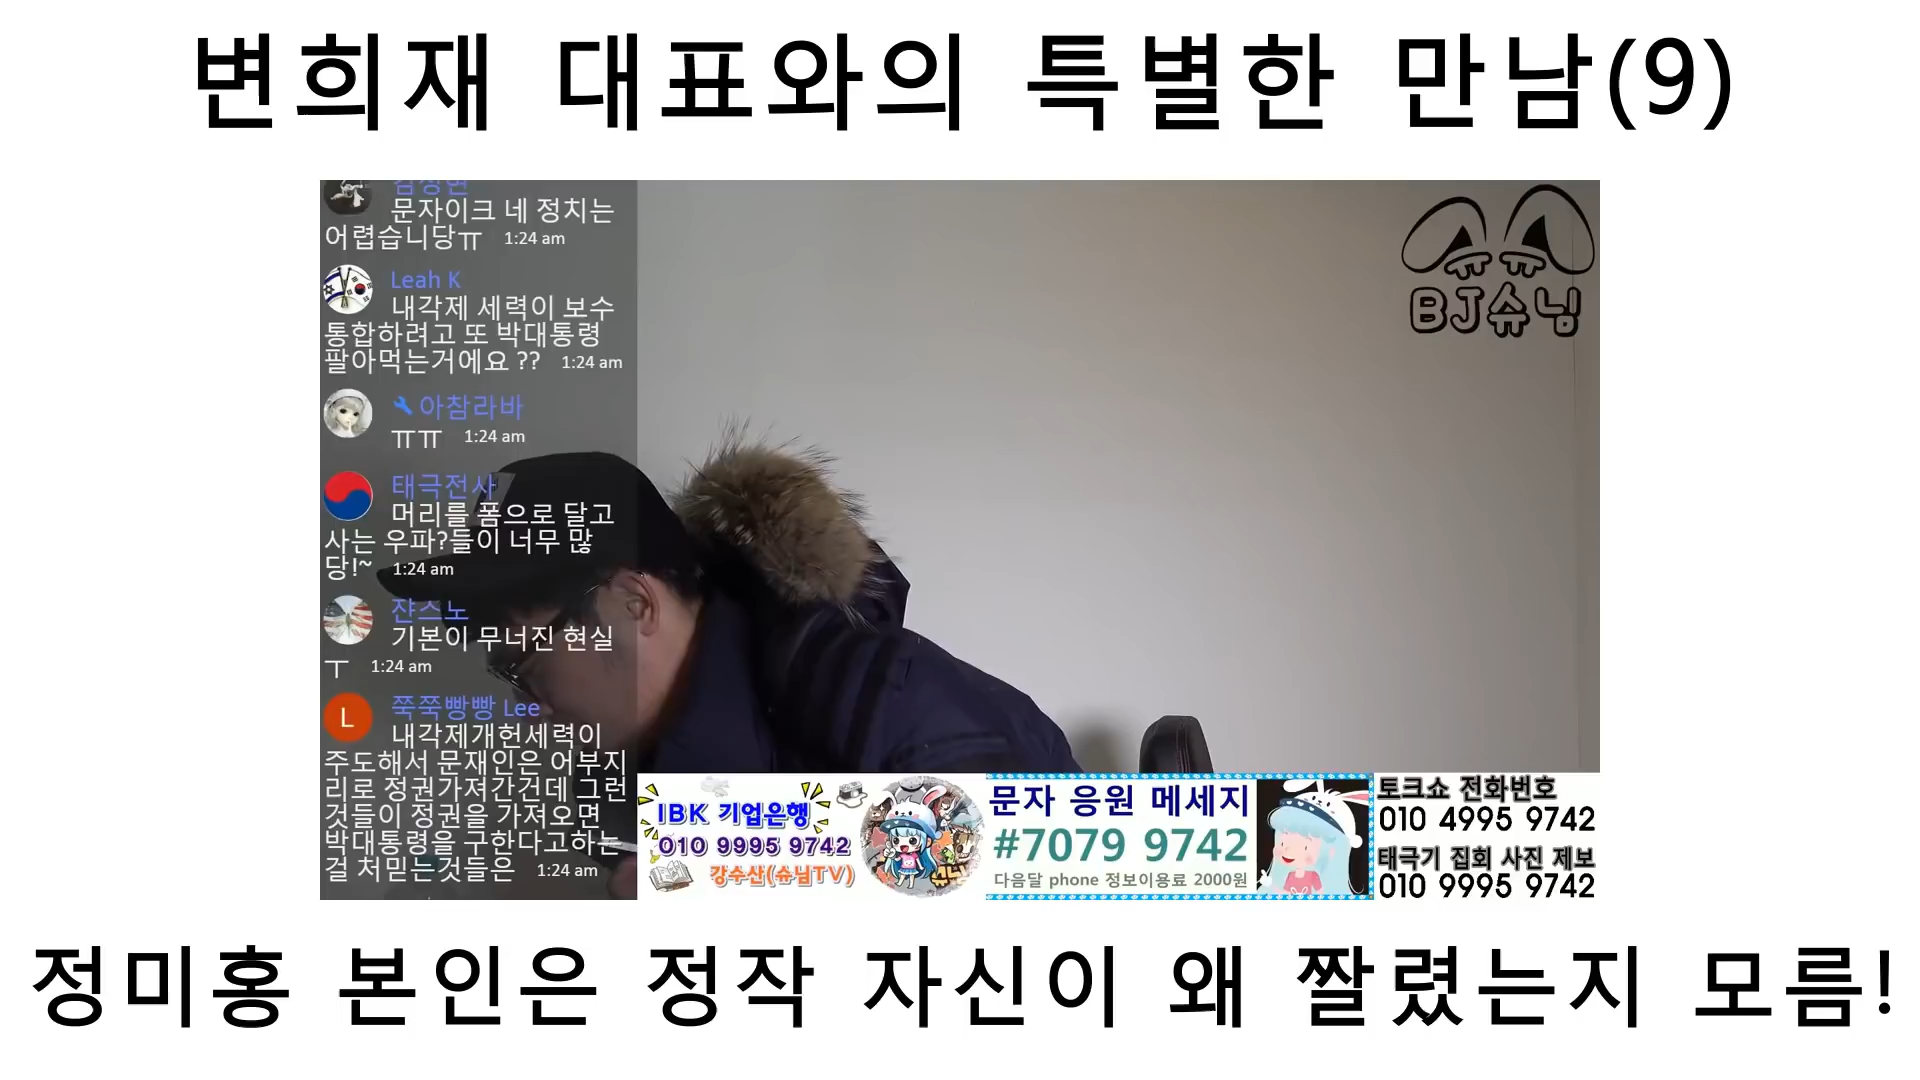 변희재 대표와의 특별한 만남(9)
문자이크 네 정치는
어렵습니당ㅠ 1:24 am
Leah K
내각제 세력이 보수
통합하려고 또 박대통령
팔아먹는거에요 ?? 1:24 am
아참라바
ㅠㅠ 1:24 am
태극전사
머리를 폼으로 달고
사는 우파?들이 너무 많
당!~ 1:24 am
쟌스노
기본이 무너진 현실
ㅜ 1:24 am
L
쭉쭉빵빵 Lee
내각제개헌세력이
주도해서 문재인은 어부지
리로 정권가져간건데 그런
것들이 정권을 가져오면
박대통령을 구한다고하는
걸 처믿는것들은 1:24 am
슈슈
BJ슈님
IBK 기업은행
010 9995 9742
강수산(슈님TV)
슈님
문자 응원 메세지
#7079 9742
다음달 phone 정보이용료 2000원
토크쇼 전화번호
010 4995 9742
태극기 집회 사진 제보
010 9995 9742
정미홍 본인은 정작 자신이 왜 짤렸는지 모름!